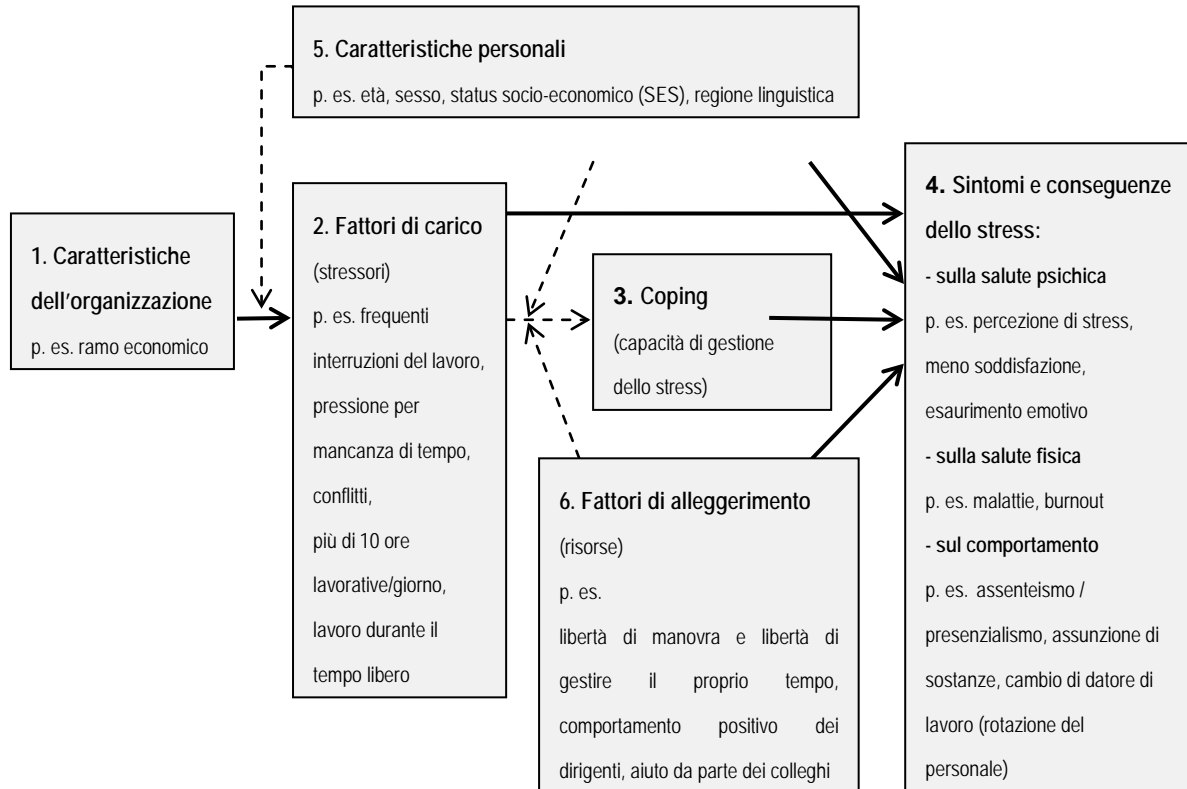 5. Caratteristiche personali
p. es. età, sesso, status socio-economico (SES), regione linguistica
1. Caratteristiche
dell'organizzazione
p. es. ramo economico
2. Fattori di carico
(stressori)
p. es. frequenti
interruzioni del lavoro,
pressione per
mancanza di tempo,
conflitti,
più di 10 ore
lavorative/giorno,
lavoro durante il
tempo libero
3. Coping
(capacità di gestione
dello stress)
6. Fattori di alleggerimento
(risorse)
p. es.
libertà di manovra e libertà di
gestire il proprio tempo,
comportamento positivo dei
dirigenti, aiuto da parte dei colleghi
4. Sintomi e conseguenze
dello stress:
- sulla salute psichica
p. es. percezione di stress,
meno soddisfazione,
esaurimento emotivo
- sulla salute fisica
p. es. malattie, burnout
- sul comportamento
p. es. assenteismo /
presenzialismo, assunzione di
sostanze, cambio di datore di
lavoro (rotazione del
personale)